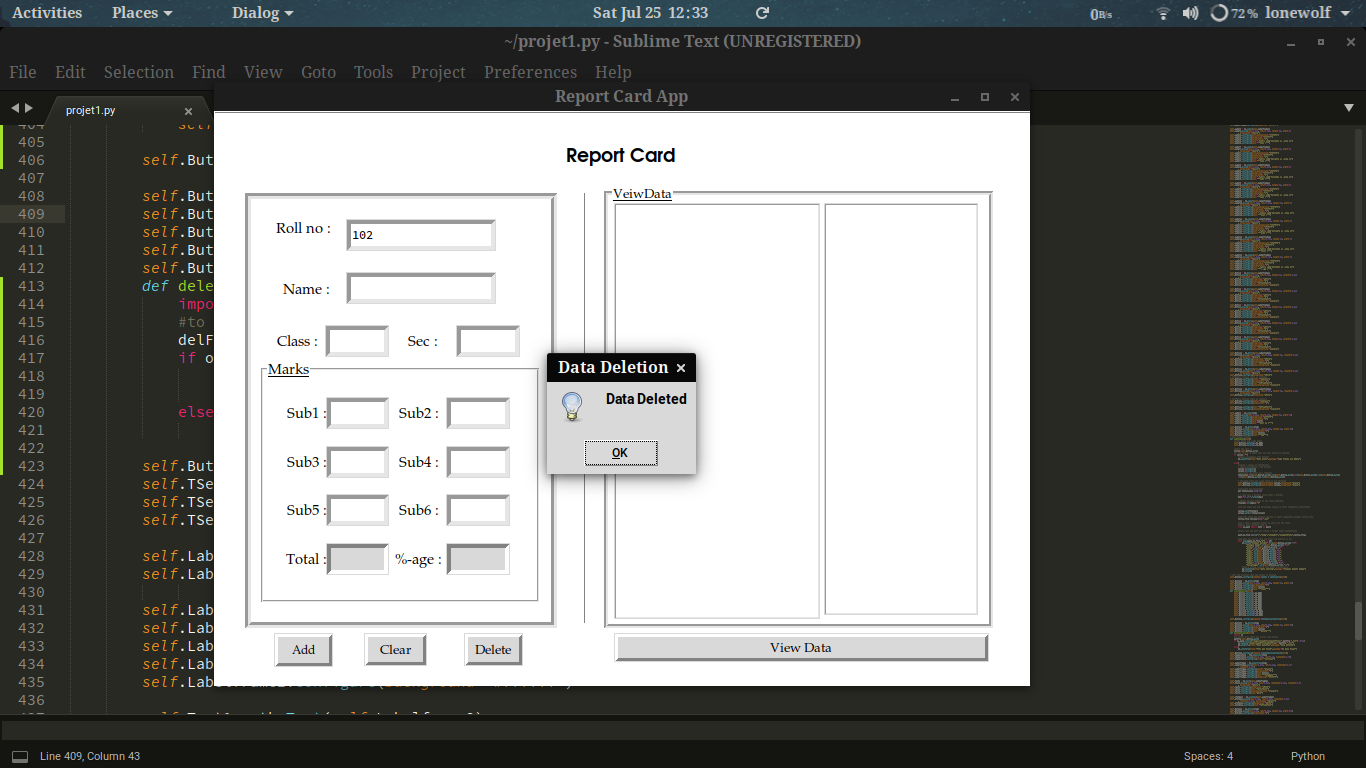 Activities Places Dialog Sat Jul 25 12:33 0B/s 72% lonewolf
~/projet1.py - Sublime Text (UNREGISTERED)
File Edit Selection Find View Goto Tools Project Preferences Help
projet1.py
Report Card App
Report Card
404
405
406 self.But
407
408 self.But
409 self.But
410 self.But
411 self.But
412 self.But
413 def dele
414 impo
415 #to
416 delF
417 if o
418
419
420 else
421
422
423 self.But
424 self.TSe
425 self.TSe
426 self.TSe
427
428 self.Lab
429 self.Lab
430
431 self.Lab
432 self.Lab
433 self.Lab
434 self.Lab
435 self.Lab
436
Roll no : 102
Name :
Class : Sec :
Marks
Sub1 : Sub2 :
Sub3 : Sub4 :
Sub5 : Sub6 :
Total : %-age :
Add Clear Delete
VeiwData
View Data
Data Deletion
Data Deleted
OK
Line 409, Column 43 Spaces: 4 Python